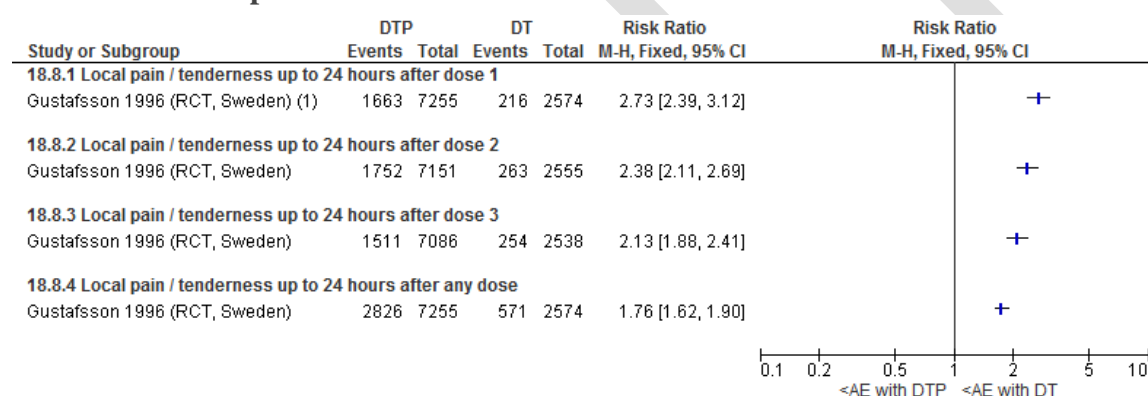 DTP DT Risk Ratio Risk Ratio
Study or Subgroup Events Total Events Total M-H, Fixed, 95% CI M-H, Fixed, 95% CI
18.8.1 Local pain / tenderness up to 24 hours after dose 1
Gustafsson 1996 (RCT, Sweden) (1) 1663 7255 216 2574 2.73 [2.39, 3.12]
18.8.2 Local pain / tenderness up to 24 hours after dose 2
Gustafsson 1996 (RCT, Sweden) 1752 7151 263 2555 2.38 [2.11, 2.69]
18.8.3 Local pain / tenderness up to 24 hours after dose 3
Gustafsson 1996 (RCT, Sweden) 1511 7086 254 2538 2.13 [1.88, 2.41]
18.8.4 Local pain / tenderness up to 24 hours after any dose
Gustafsson 1996 (RCT, Sweden) 2826 7255 571 2574 1.76 [1.62, 1.90]
0.1 0.2 0.5 1 2 5 10
<AE with DTP <AE with DT